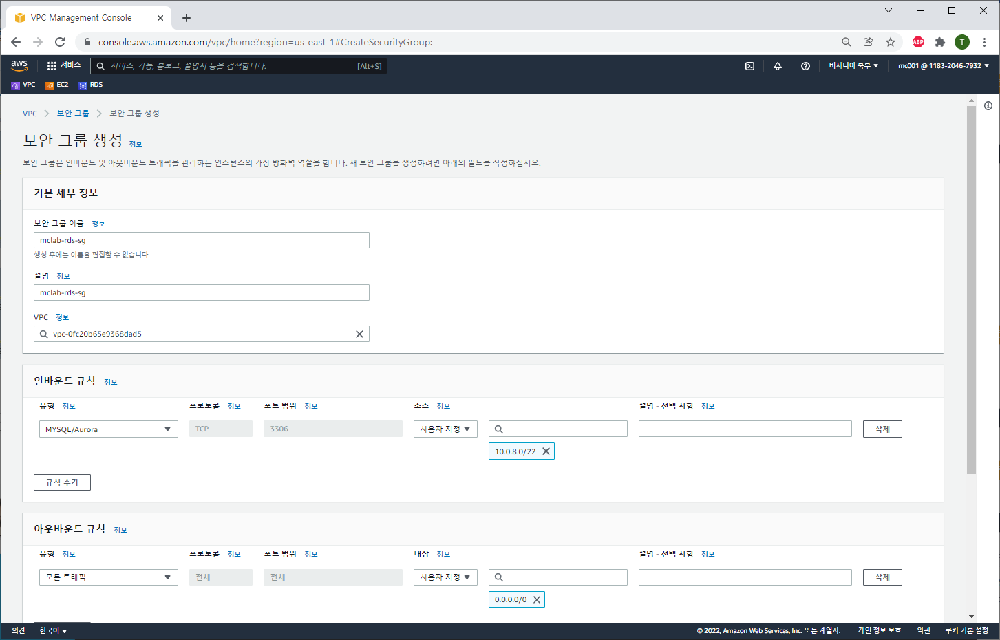 VPC Management Console
console.aws.amazon.com/vpc/home?region=us-east-1#CreateSecurityGroup:
ABP
T
aws
서비스
서비스, 기능, 블로그, 설명서 등을 검색합니다.
[Alt+S]
버지니아 북부
mc001 @ 1183-2046-7932
VPC
EC2
RDS
VPC
보안 그룹
보안 그룹 생성
보안 그룹 생성 정보
보안 그룹은 인바운드 및 아웃바운드 트래픽을 관리하는 인스턴스의 가상 방화벽 역할을 합니다. 새 보안 그룹을 생성하려면 아래의 필드를 작성하십시오.
기본 세부 정보
보안 그룹 이름 정보
mclab-rds-sg
생성 후에는 이름을 편집할 수 없습니다.
설명 정보
mclab-rds-sg
VPC 정보
vpc-0fc20b65e9368dad5
인바운드 규칙 정보
유형 정보 프로토콜 정보 포트 범위 정보 소스 정보 설명 - 선택 사항 정보
MYSQL/Aurora TCP 3306 사용자 지정 삭제
10.0.8.0/22
규칙 추가
아웃바운드 규칙 정보
유형 정보 프로토콜 정보 포트 범위 정보 대상 정보 설명 - 선택 사항 정보
모든 트래픽 전체 전체 사용자 지정 삭제
0.0.0.0/0
의견 한국어 © 2022, Amazon Web Services, Inc. 또는 계열사. 개인 정보 보호 약관 쿠키 기본 설정